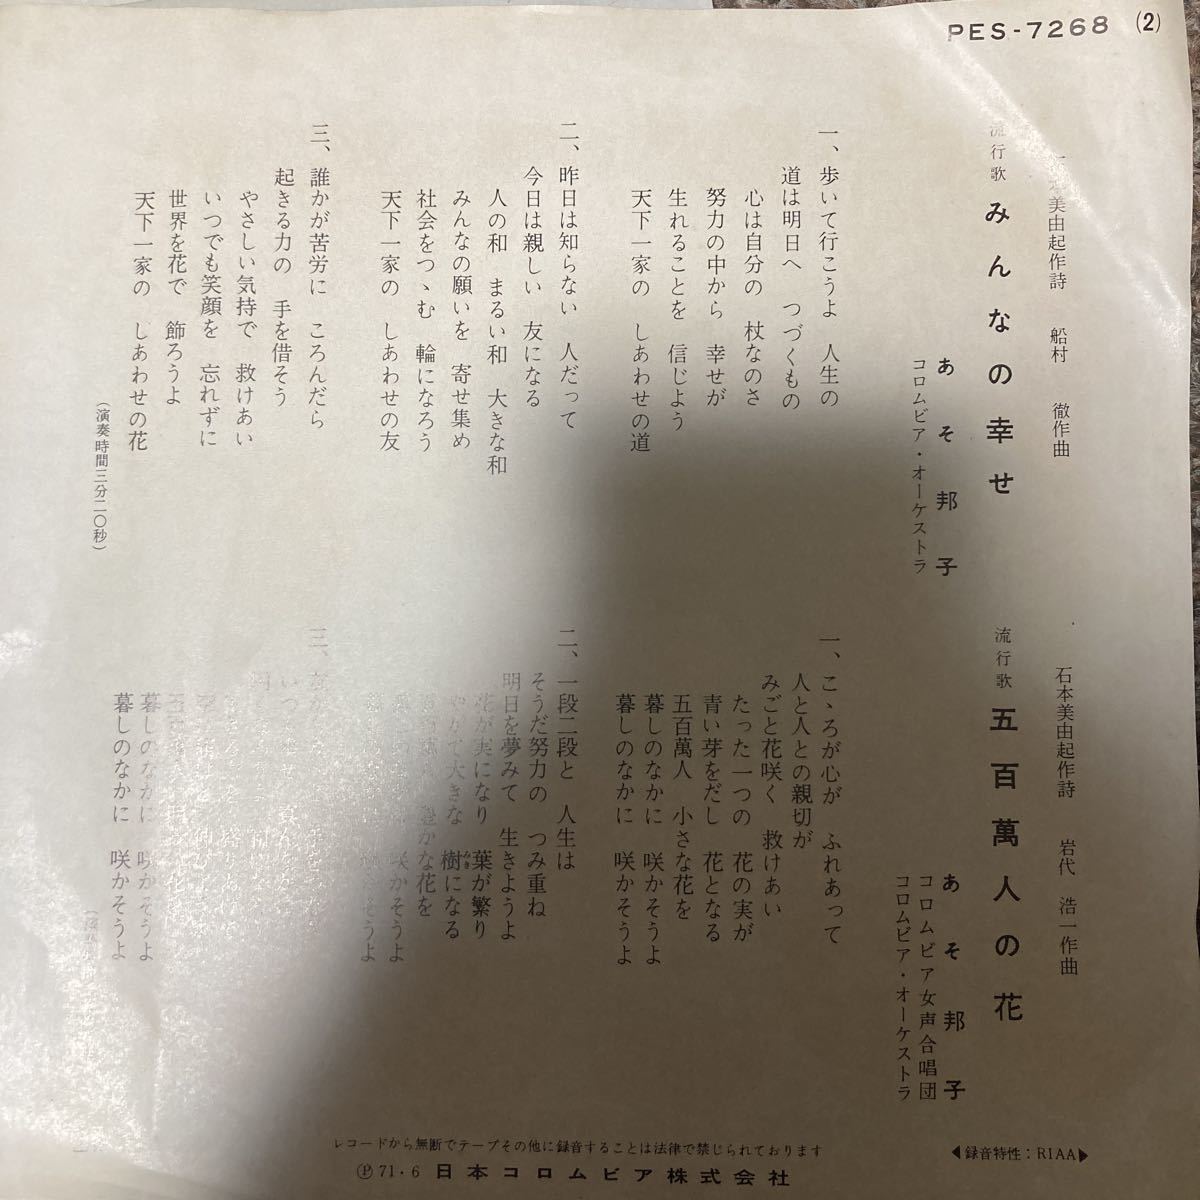 PES-7268 (2)
美由起作詩 船村 徹作曲
流行歌 みんなの幸せ
あそ邦子
コロムビア・オーケストラ
一、歩いて行こうよ 人生の
道は明日へ つづくもの
心は自分の 杖なのさ
努力の中から 幸せが
生れることを 信じよう
天下一家の しあわせの道
二、昨日は知らない 人だって
今日は親しい 友になる
人の和 まるい和 大きな和
みんなの願いを 寄せ集め
社会をつゝむ 輪になろう
天下一家の しあわせの友
三、誰かが苦労に ころんだら
起きる力の 手を借そう
やさしい気持で 救けあい
いつでも笑顔を 忘れずに
世界を花で 飾ろうよ
天下一家の しあわせの花
(演奏時間三分二〇秒)
石本美由起作詩 岩代 浩一作曲
流行歌 五百萬人の花
あそ邦子
コロムビア女声合唱団
コロムビア・オーケストラ
一、こゝろが心が ふれあって
人と人との親切が
みごと花咲く 救けあい
たった一つの 花の実が
青い芽をだし 花となる
五百萬人 小さな花を
暮しのなかに 咲かそうよ
暮しのなかに 咲かそうよ
二、一段二段と 人生は
そうだ努力の つみ重ね
明日を夢みて 生きようよ
花が実になり 葉が繁り
やがて大きな 樹になる
かな花を
咲かそうよ
そうよ
三、
暮しのなかに 咲かそうよ
暮しのなかに 咲かそうよ
レコードから無断でテープその他に録音することは法律で禁じられております
Ⓟ71・6 日本コロムビア株式会社
◀録音特性：RIAA▶